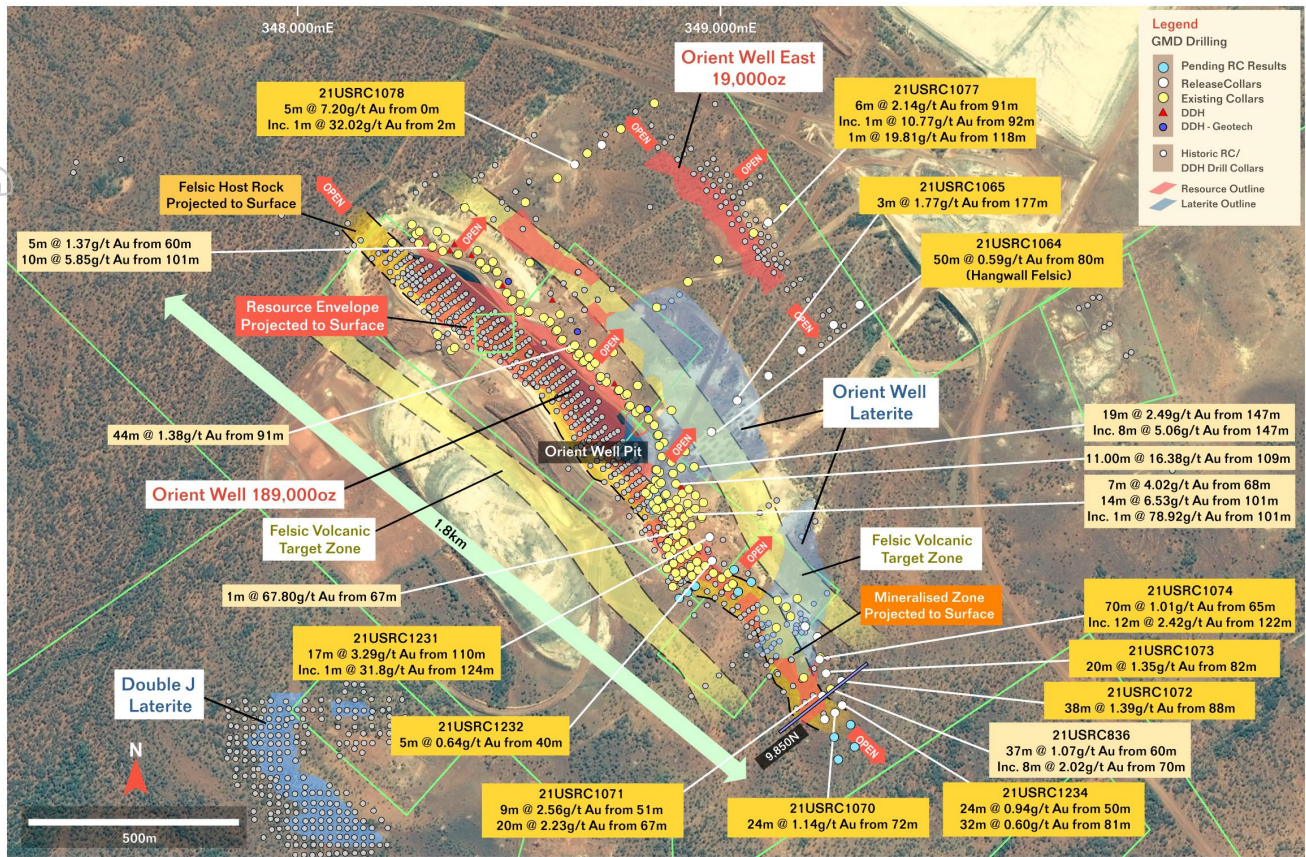 348,000mE
349,000mE
Legend
GMD Drilling
Pending RC Results
ReleaseCollars
Existing Collars
DDH
DDH - Geotech
Historic RC/
DDH Drill Collars
Resource Outline
Laterite Outline
Orient Well East
19,000oz
21USRC1078
5m @ 7.20g/t Au from 0m
Inc. 1m @ 32.02g/t Au from 2m
21USRC1077
6m @ 2.14g/t Au from 91m
Inc. 1m @ 10.77g/t Au from 92m
1m @ 19.81g/t Au from 118m
OPEN
OPEN
Felsic Host Rock
Projected to Surface
OPEN
21USRC1065
3m @ 1.77g/t Au from 177m
5m @ 1.37g/t Au from 60m
10m @ 5.85g/t Au from 101m
OPEN
21USRC1064
50m @ 0.59g/t Au from 80m
(Hangwall Felsic)
Resource Envelope
Projected to Surface
OPEN
OPEN
Orient Well
Laterite
44m @ 1.38g/t Au from 91m
OPEN
Orient Well Pit
19m @ 2.49g/t Au from 147m
Inc. 8m @ 5.06g/t Au from 147m
11.00m @ 16.38g/t Au from 109m
Orient Well 189,000oz
7m @ 4.02g/t Au from 68m
14m @ 6.53g/t Au from 101m
Inc. 1m @ 78.92g/t Au from 101m
Felsic Volcanic
Target Zone
1.8km
OPEN
Felsic Volcanic
Target Zone
1m @ 67.80g/t Au from 67m
Mineralised Zone
Projected to Surface
21USRC1074
70m @ 1.01g/t Au from 65m
Inc. 12m @ 2.42g/t Au from 122m
21USRC1231
17m @ 3.29g/t Au from 110m
Inc. 1m @ 31.8g/t Au from 124m
21USRC1073
20m @ 1.35g/t Au from 82m
Double J
Laterite
21USRC1072
38m @ 1.39g/t Au from 88m
21USRC1232
5m @ 0.64g/t Au from 40m
9.850N
OPEN
21USRC836
37m @ 1.07g/t Au from 60m
Inc. 8m @ 2.02g/t Au from 70m
N
500m
21USRC1071
9m @ 2.56g/t Au from 51m
20m @ 2.23g/t Au from 67m
21USRC1070
24m @ 1.14g/t Au from 72m
21USRC1234
24m @ 0.94g/t Au from 50m
32m @ 0.60g/t Au from 81m